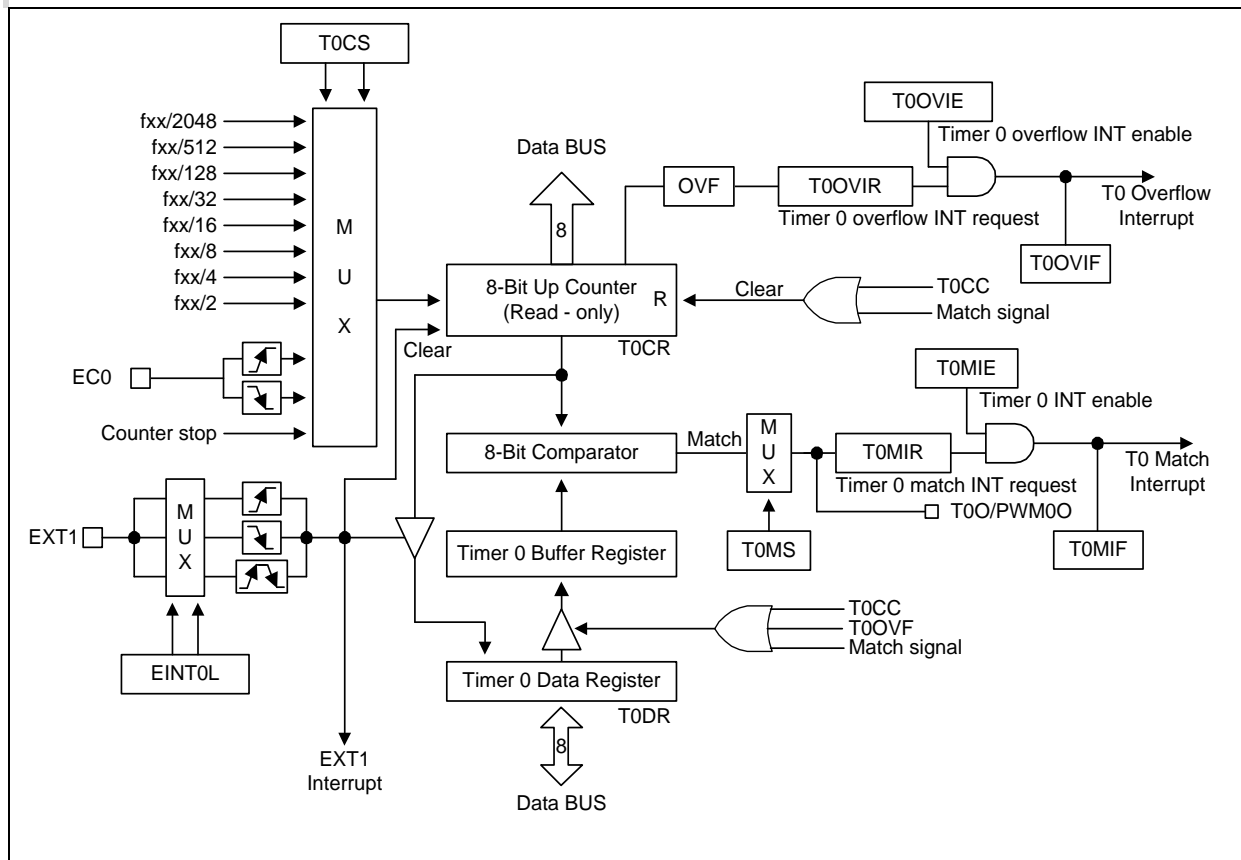 T0CS
fxx/2048
fxx/512
fxx/128
fxx/32
fxx/16
fxx/8
fxx/4
fxx/2
M
U
X
EC0
Counter stop
Data BUS
8
8-Bit Up Counter
(Read - only)
R
T0CR
Clear
OVF
T0OVIR
Timer 0 overflow INT request
T0OVIE
Timer 0 overflow INT enable
T0 Overflow
Interrupt
T0OVIF
Clear
T0CC
Match signal
8-Bit Comparator
Match
M
U
X
T0MS
T0MIE
Timer 0 INT enable
T0MIR
Timer 0 match INT request
T0O/PWM0O
T0 Match
Interrupt
T0MIF
EXT1
M
U
X
EINT0L
EXT1
Interrupt
Timer 0 Buffer Register
T0CC
T0OVF
Match signal
Timer 0 Data Register
T0DR
8
Data BUS